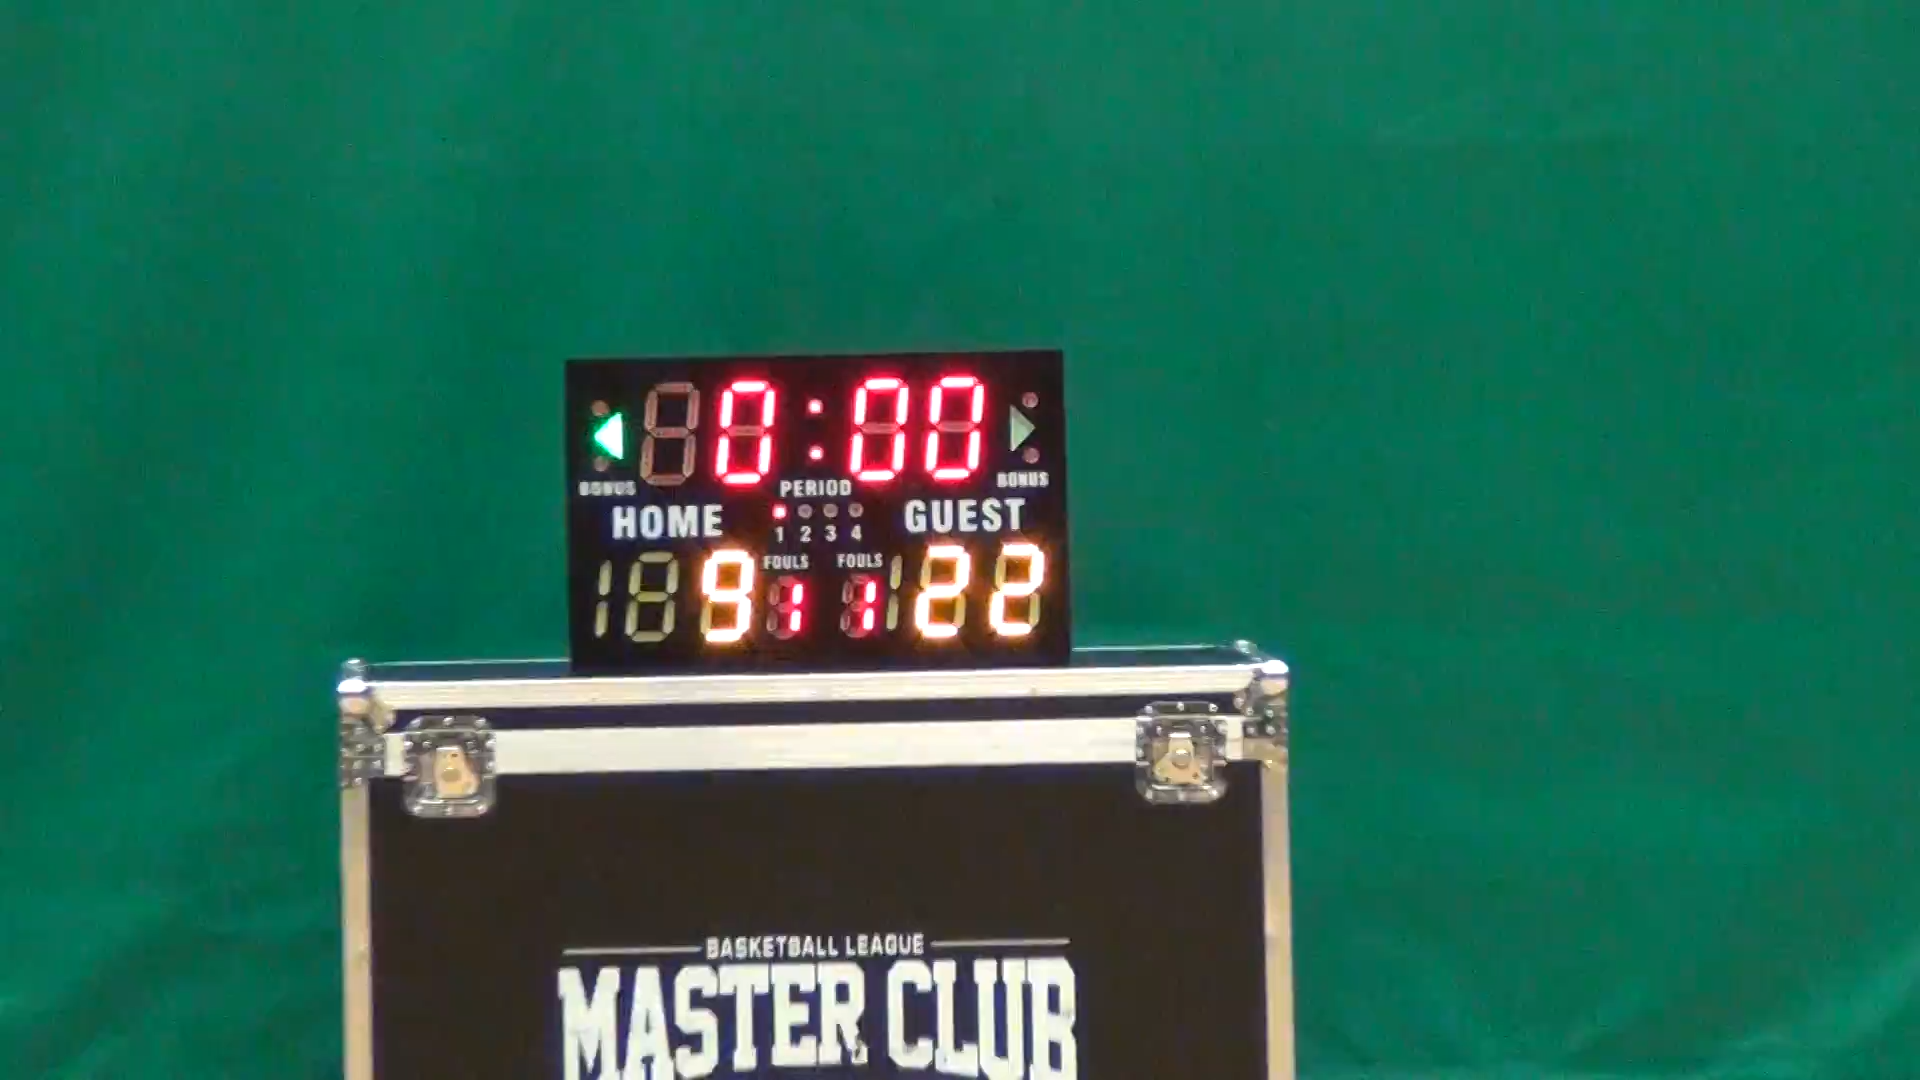 0:00
BONUS PERIOD BONUS
HOME 1 2 3 4 GUEST
FOULS FOULS
9 1 1 22
BASKETBALL LEAGUE
MASTER CLUB